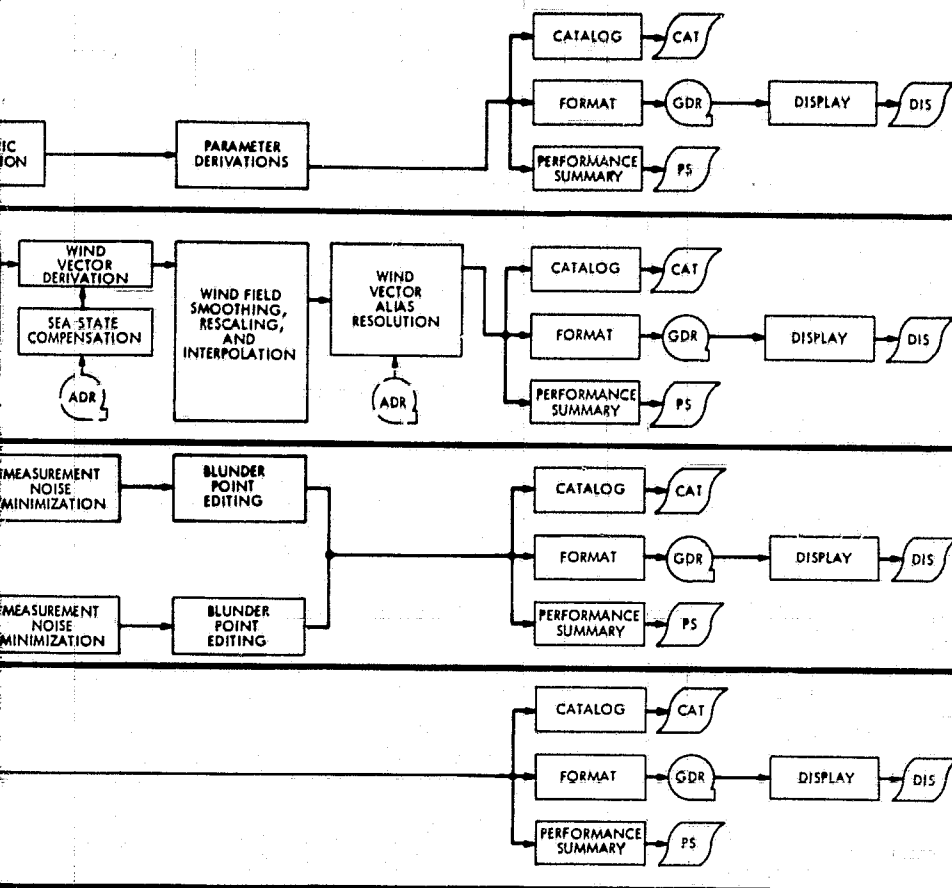 CATALOG
CAT
FORMAT
GDR
DISPLAY
DIS
PERFORMANCE
SUMMARY
PS
IC
ION
PARAMETER
DERIVATIONS
WIND
VECTOR
DERIVATION
SEA STATE
COMPENSATION
ADR
WIND FIELD
SMOOTHING,
RESCALING,
AND
INTERPOLATION
WIND
VECTOR
ALIAS
RESOLUTION
ADR
CATALOG
CAT
FORMAT
GDR
DISPLAY
DIS
PERFORMANCE
SUMMARY
PS
MEASUREMENT
NOISE
MINIMIZATION
BLUNDER
POINT
EDITING
MEASUREMENT
NOISE
MINIMIZATION
BLUNDER
POINT
EDITING
CATALOG
CAT
FORMAT
GDR
DISPLAY
DIS
PERFORMANCE
SUMMARY
PS
CATALOG
CAT
FORMAT
GDR
DISPLAY
DIS
PERFORMANCE
SUMMARY
PS